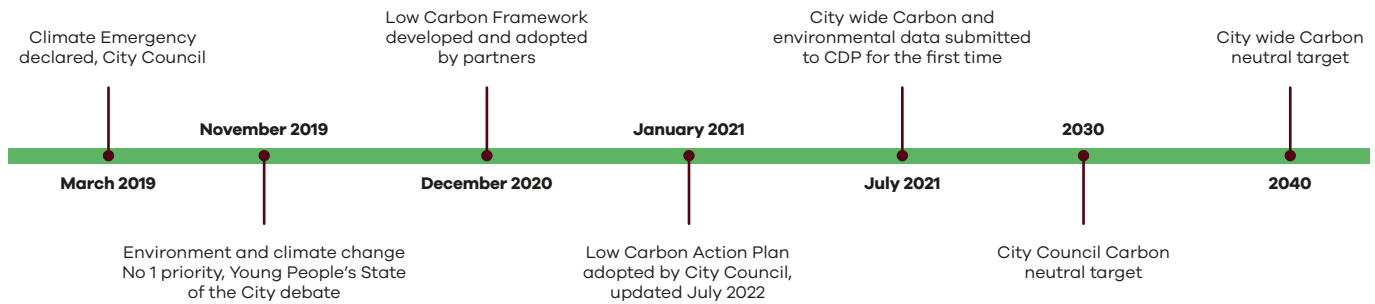 Climate Emergency
declared, City Council
March 2019
November 2019
Environment and climate change
No 1 priority, Young People’s State
of the City debate
Low Carbon Framework
developed and adopted
by partners
December 2020
January 2021
Low Carbon Action Plan
adopted by City Council,
updated July 2022
City wide Carbon and
environmental data submitted
to CDP for the first time
July 2021
2030
City Council Carbon
neutral target
City wide Carbon
neutral target
2040